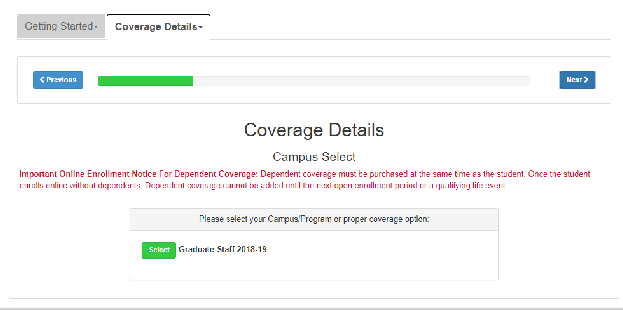 Getting Started
Coverage Details
Previous
Next
Coverage Details
Campus Select
Important Online Enrollment Notice For Dependent Coverage: Dependent coverage must be purchased at the same time as the student. Once the student
enrolls online without dependents, Dependent coverage cannot be added until the next open enrollment period or a qualifying life event
Please select your Campus/Program or proper coverage option:
Select Graduate Staff 2018-19